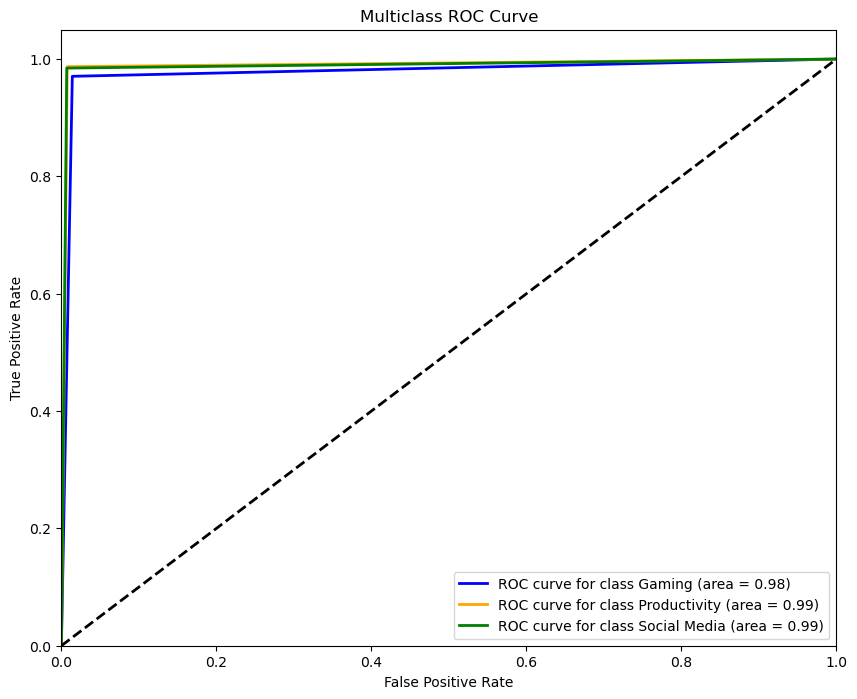 Multiclass ROC Curve
True Positive Rate
1.0
0.8
0.6
0.4
0.2
0.0
ROC curve for class Gaming (area = 0.98)
ROC curve for class Productivity (area = 0.99)
ROC curve for class Social Media (area = 0.99)
0.0 0.2 0.4 0.6 0.8 1.0
False Positive Rate